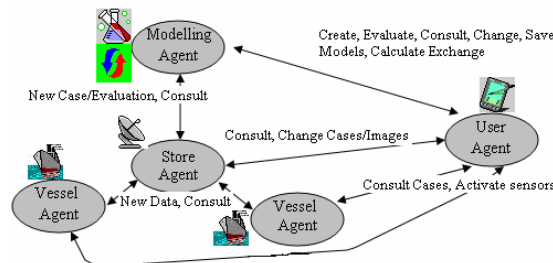 Modelling
Agent
Create, Evaluate, Consult, Change, Save
Models, Calculate Exchange
New Case/Evaluation, Consult
Consult, Change Cases/Images
User
Agent
Store
Agent
Vessel
Agent
New Data, Consult
Vessel
Agent
Consult Cases, Activate sensors